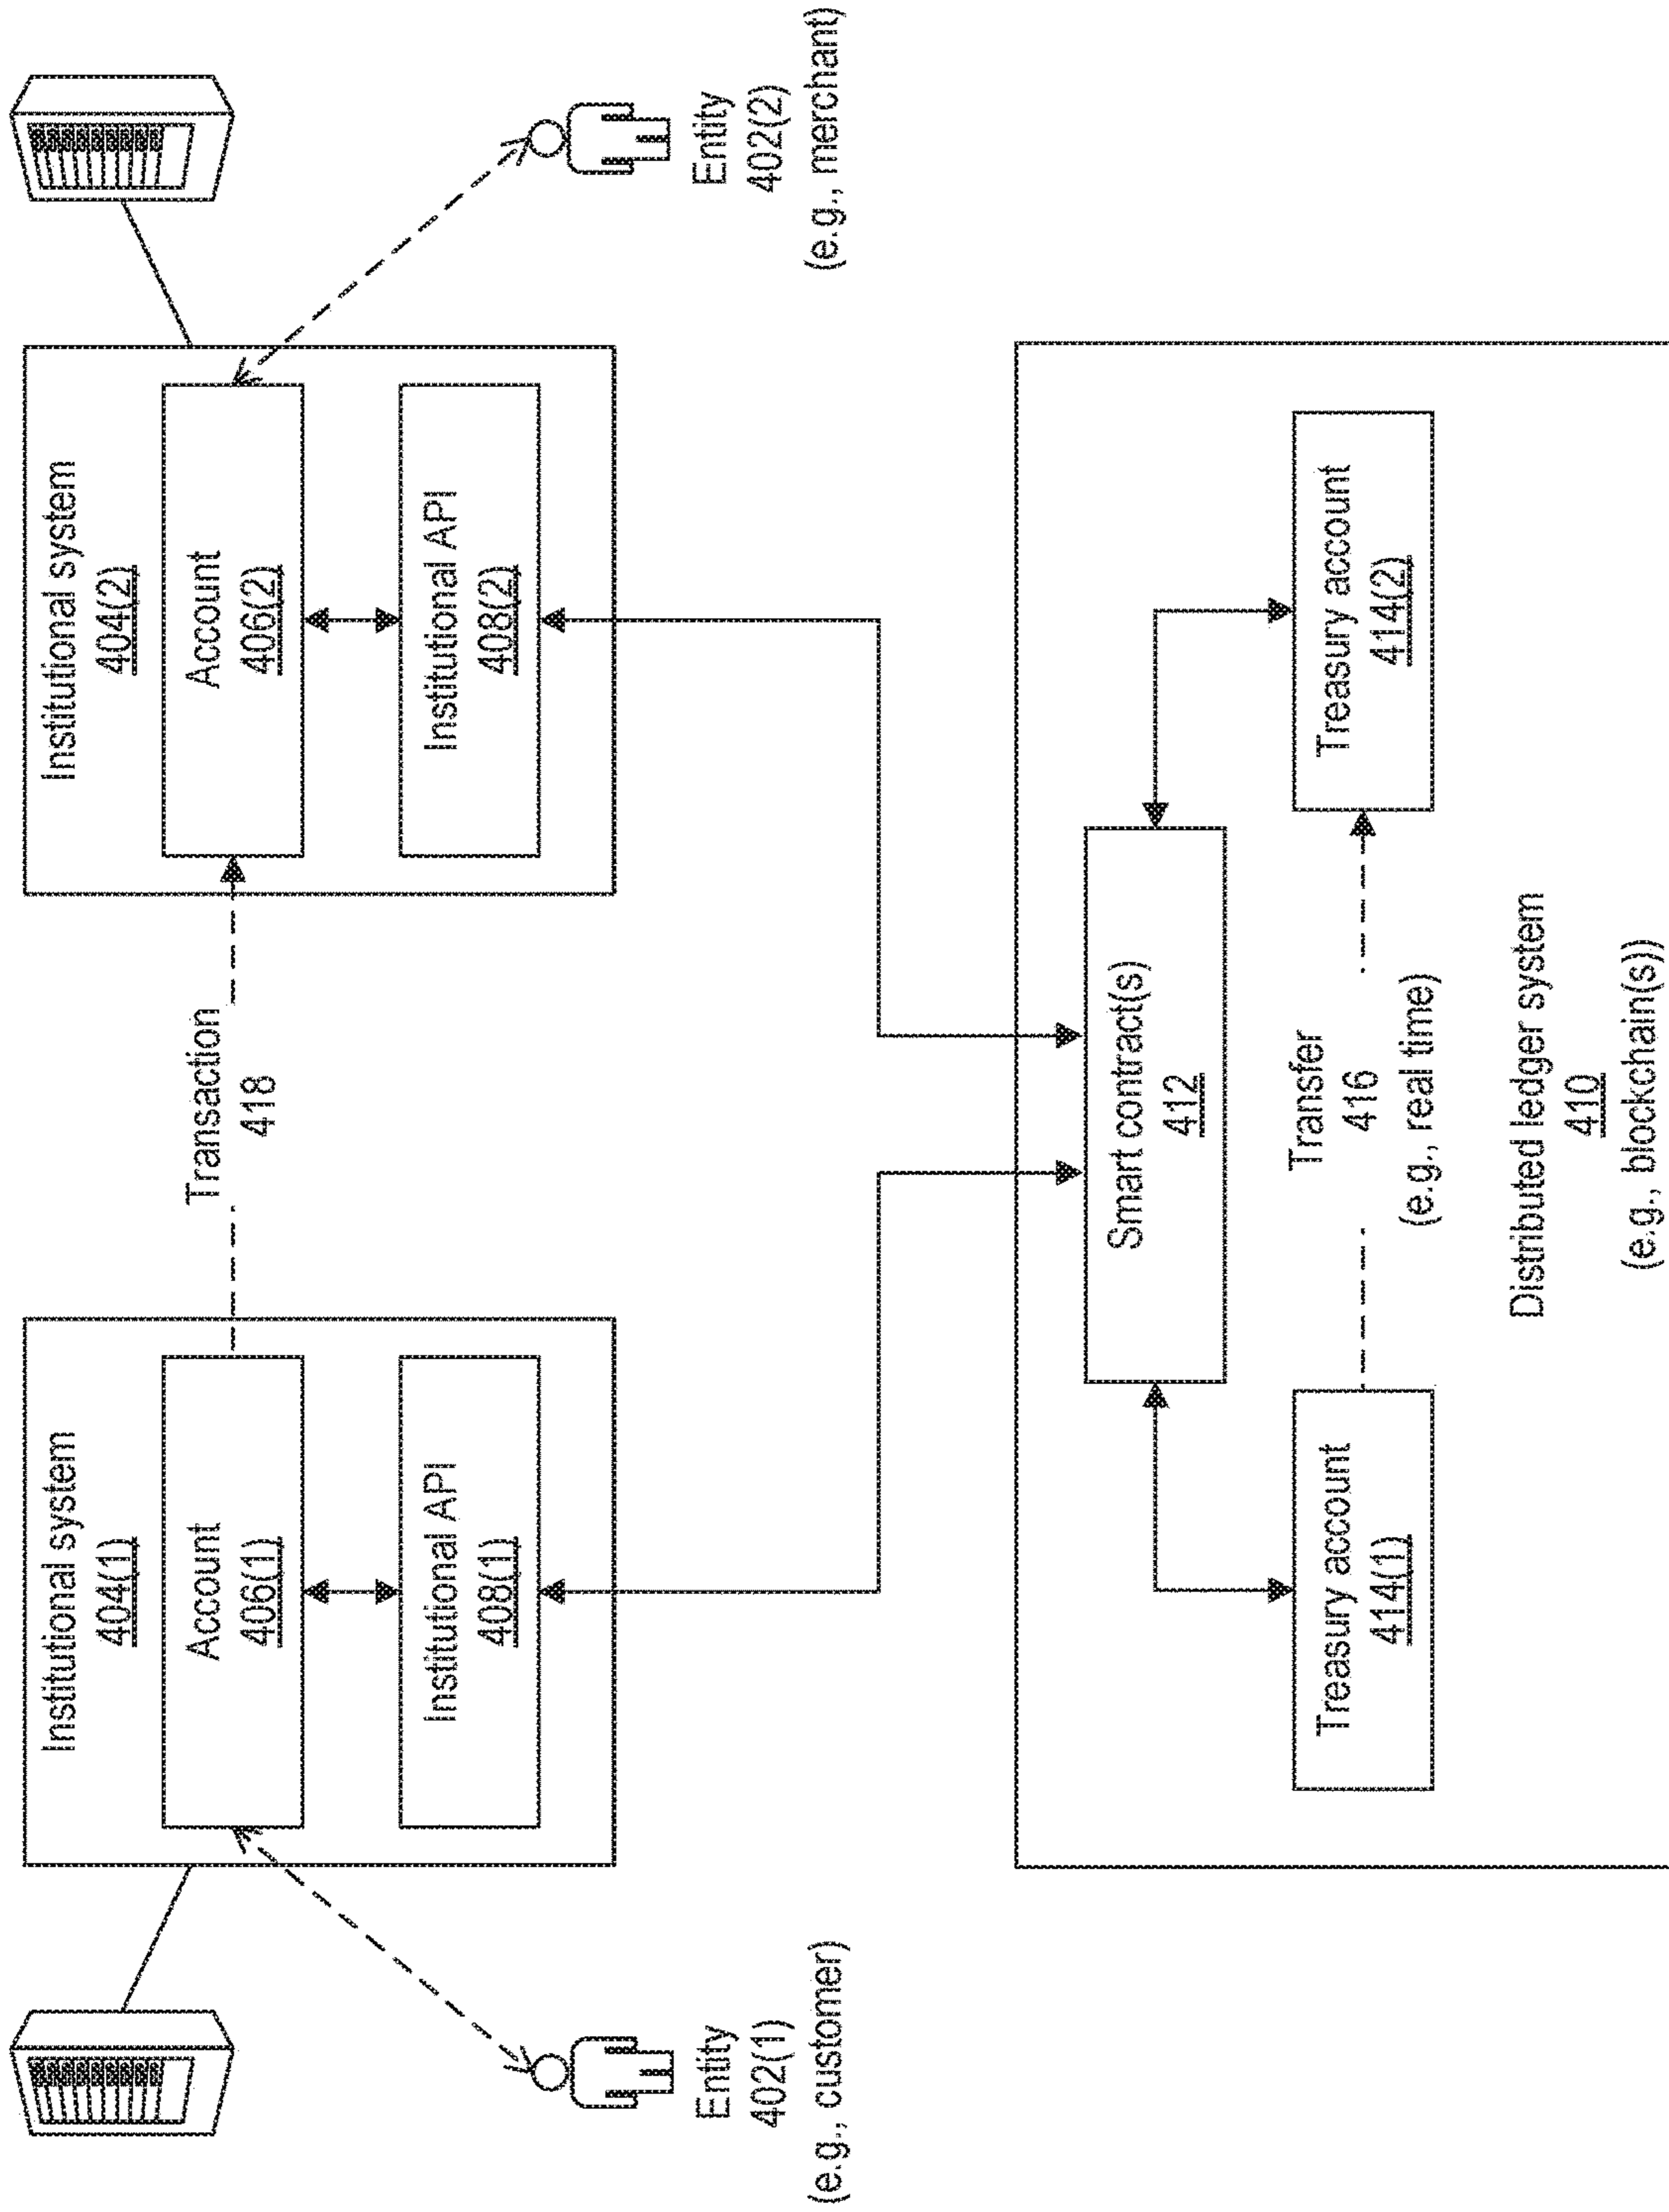 Institutional system
404(1)
Account
406(1)
Institutional API
408(1)
Transaction
418
Institutional system
404(2)
Account
406(2)
Institutional API
408(2)
Entity
402(1)
(e.g., customer)
Entity
402(2)
(e.g., merchant)
Smart contract(s)
412
Treasury account
414(1)
Transfer
416
(e.g., real time)
Treasury account
414(2)
Distributed ledger system
410
(e.g., blockchain(s))